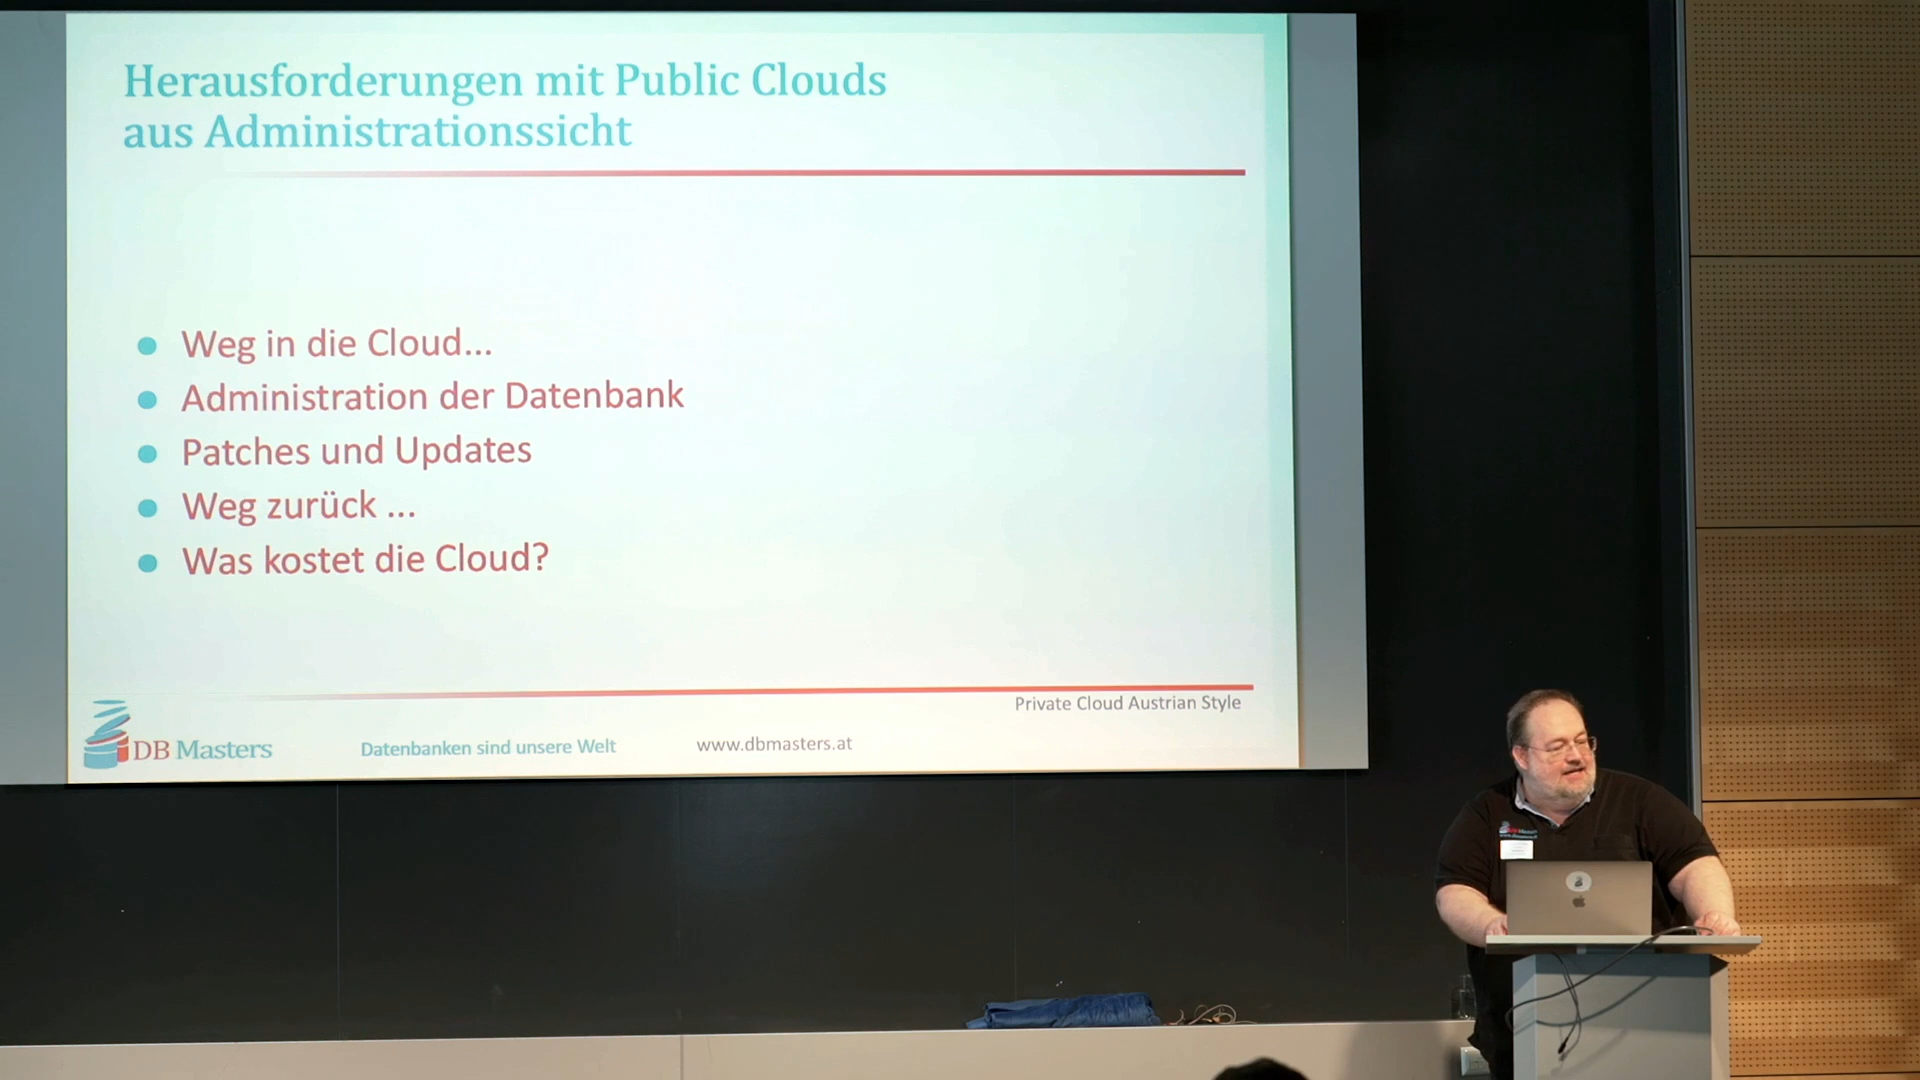 Herausforderungen mit Public Clouds
aus Administrationssicht
Weg in die Cloud...
Administration der Datenbank
Patches und Updates
Weg zurück ...
Was kostet die Cloud?
Private Cloud Austrian Style
DB Masters
Datenbanken sind unsere Welt
www.dbmasters.at